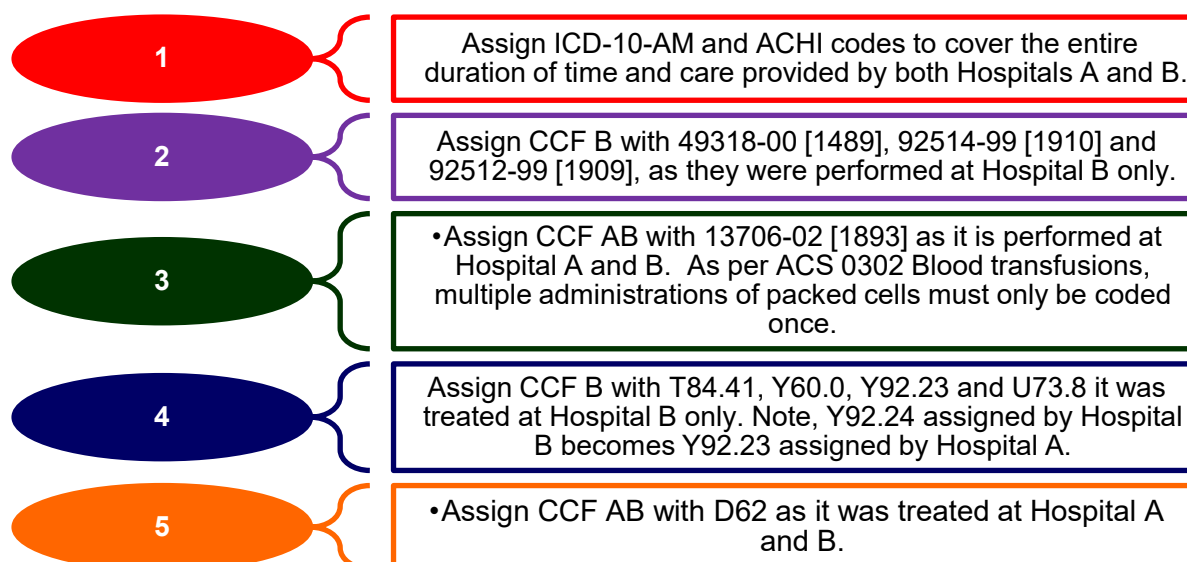 1
Assign ICD-10-AM and ACHI codes to cover the entire
duration of time and care provided by both Hospitals A and B.
2
Assign CCF B with 49318-00 [1489], 92514-99 [1910] and
92512-99 [1909], as they were performed at Hospital B only.
3
•Assign CCF AB with 13706-02 [1893] as it is performed at
Hospital A and B.  As per ACS 0302 Blood transfusions,
multiple administrations of packed cells must only be coded
once.
4
Assign CCF B with T84.41, Y60.0, Y92.23 and U73.8 it was
treated at Hospital B only. Note, Y92.24 assigned by Hospital
B becomes Y92.23 assigned by Hospital A.
5
•Assign CCF AB with D62 as it was treated at Hospital A
and B.